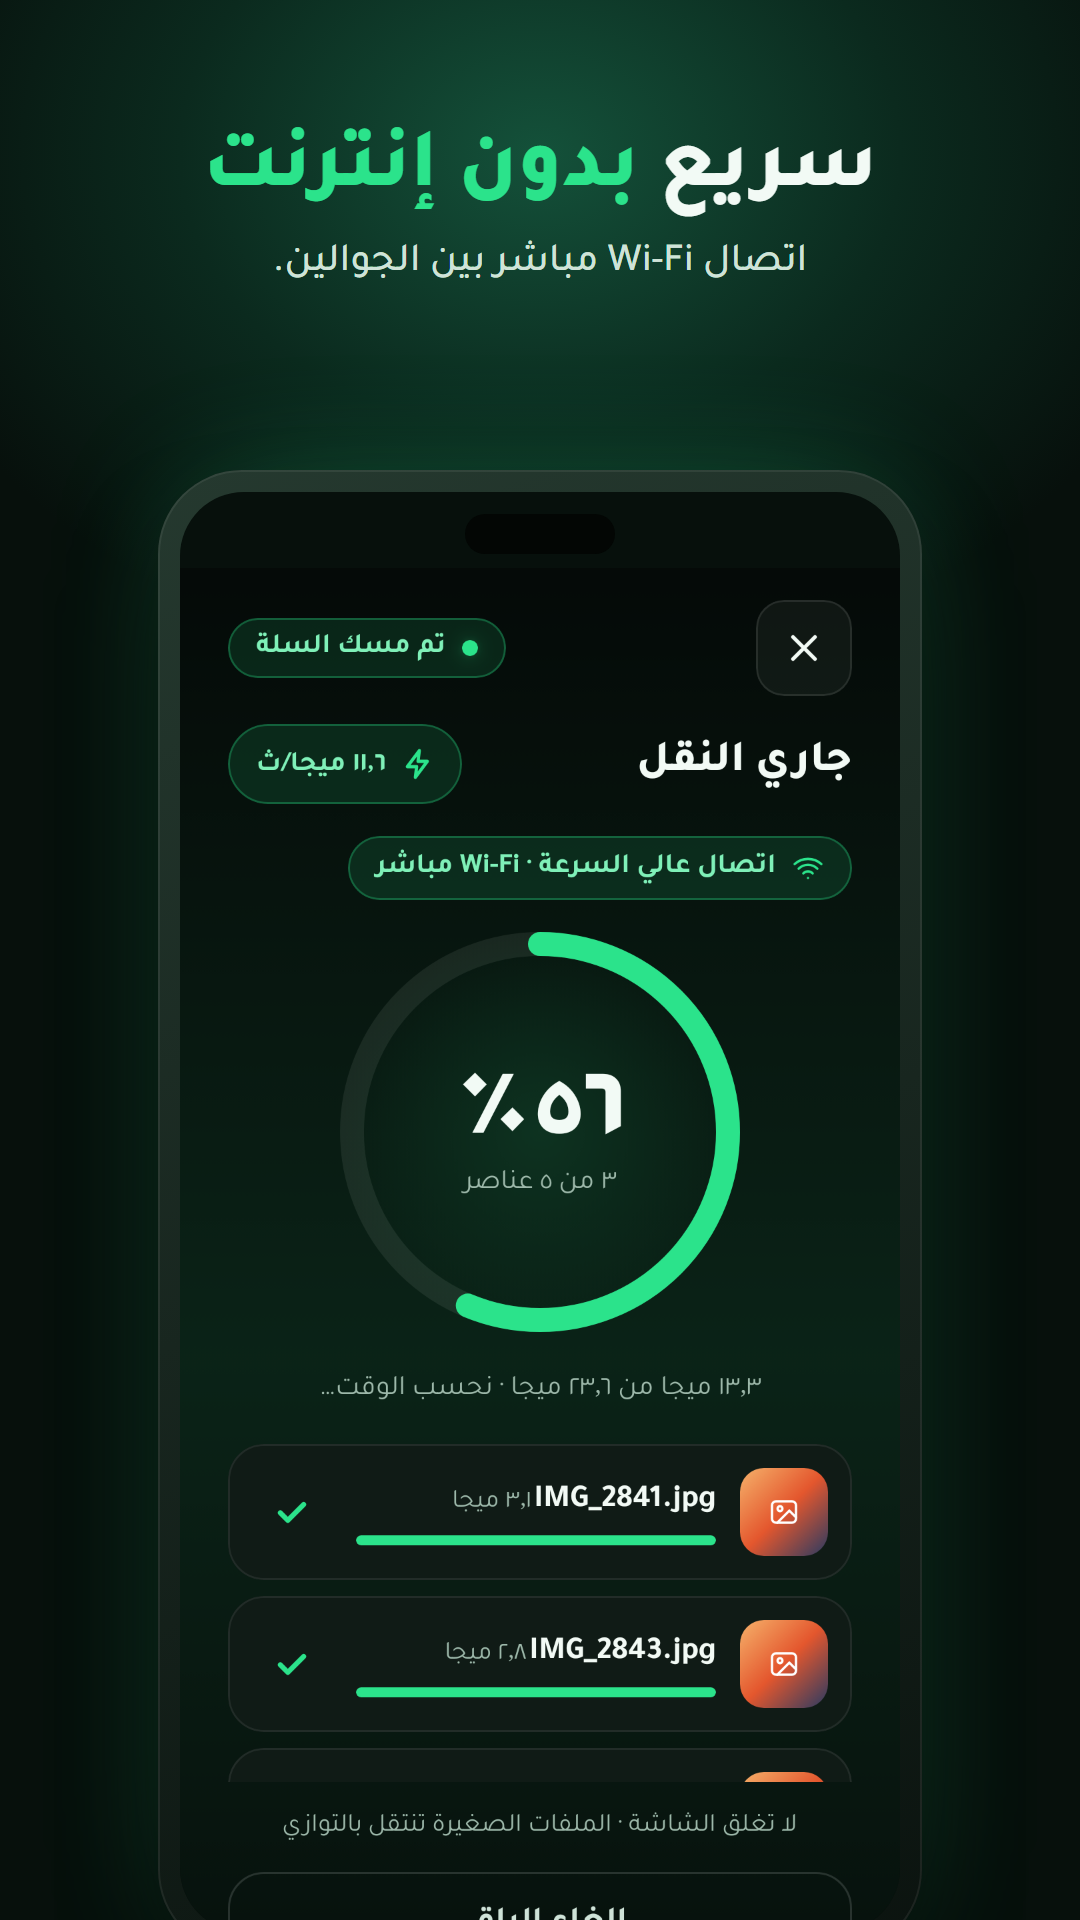 سريع بدون إنترنت
اتصال Wi-Fi مباشر بين الجوالين.
تم مسك السلة
جاري النقل
١١,٦ ميجا/ث
اتصال عالي السرعة · Wi-Fi مباشر
٥٦٪
٣ من ٥ عناصر
١٣,٣ ميجا من ٢٣,٦ ميجا · نحسب الوقت...
IMG_2841.jpg ٣,١ ميجا
IMG_2843.jpg ٢,٨ ميجا
لا تغلق الشاشة · الملفات الصغيرة تنتقل بالتوازي